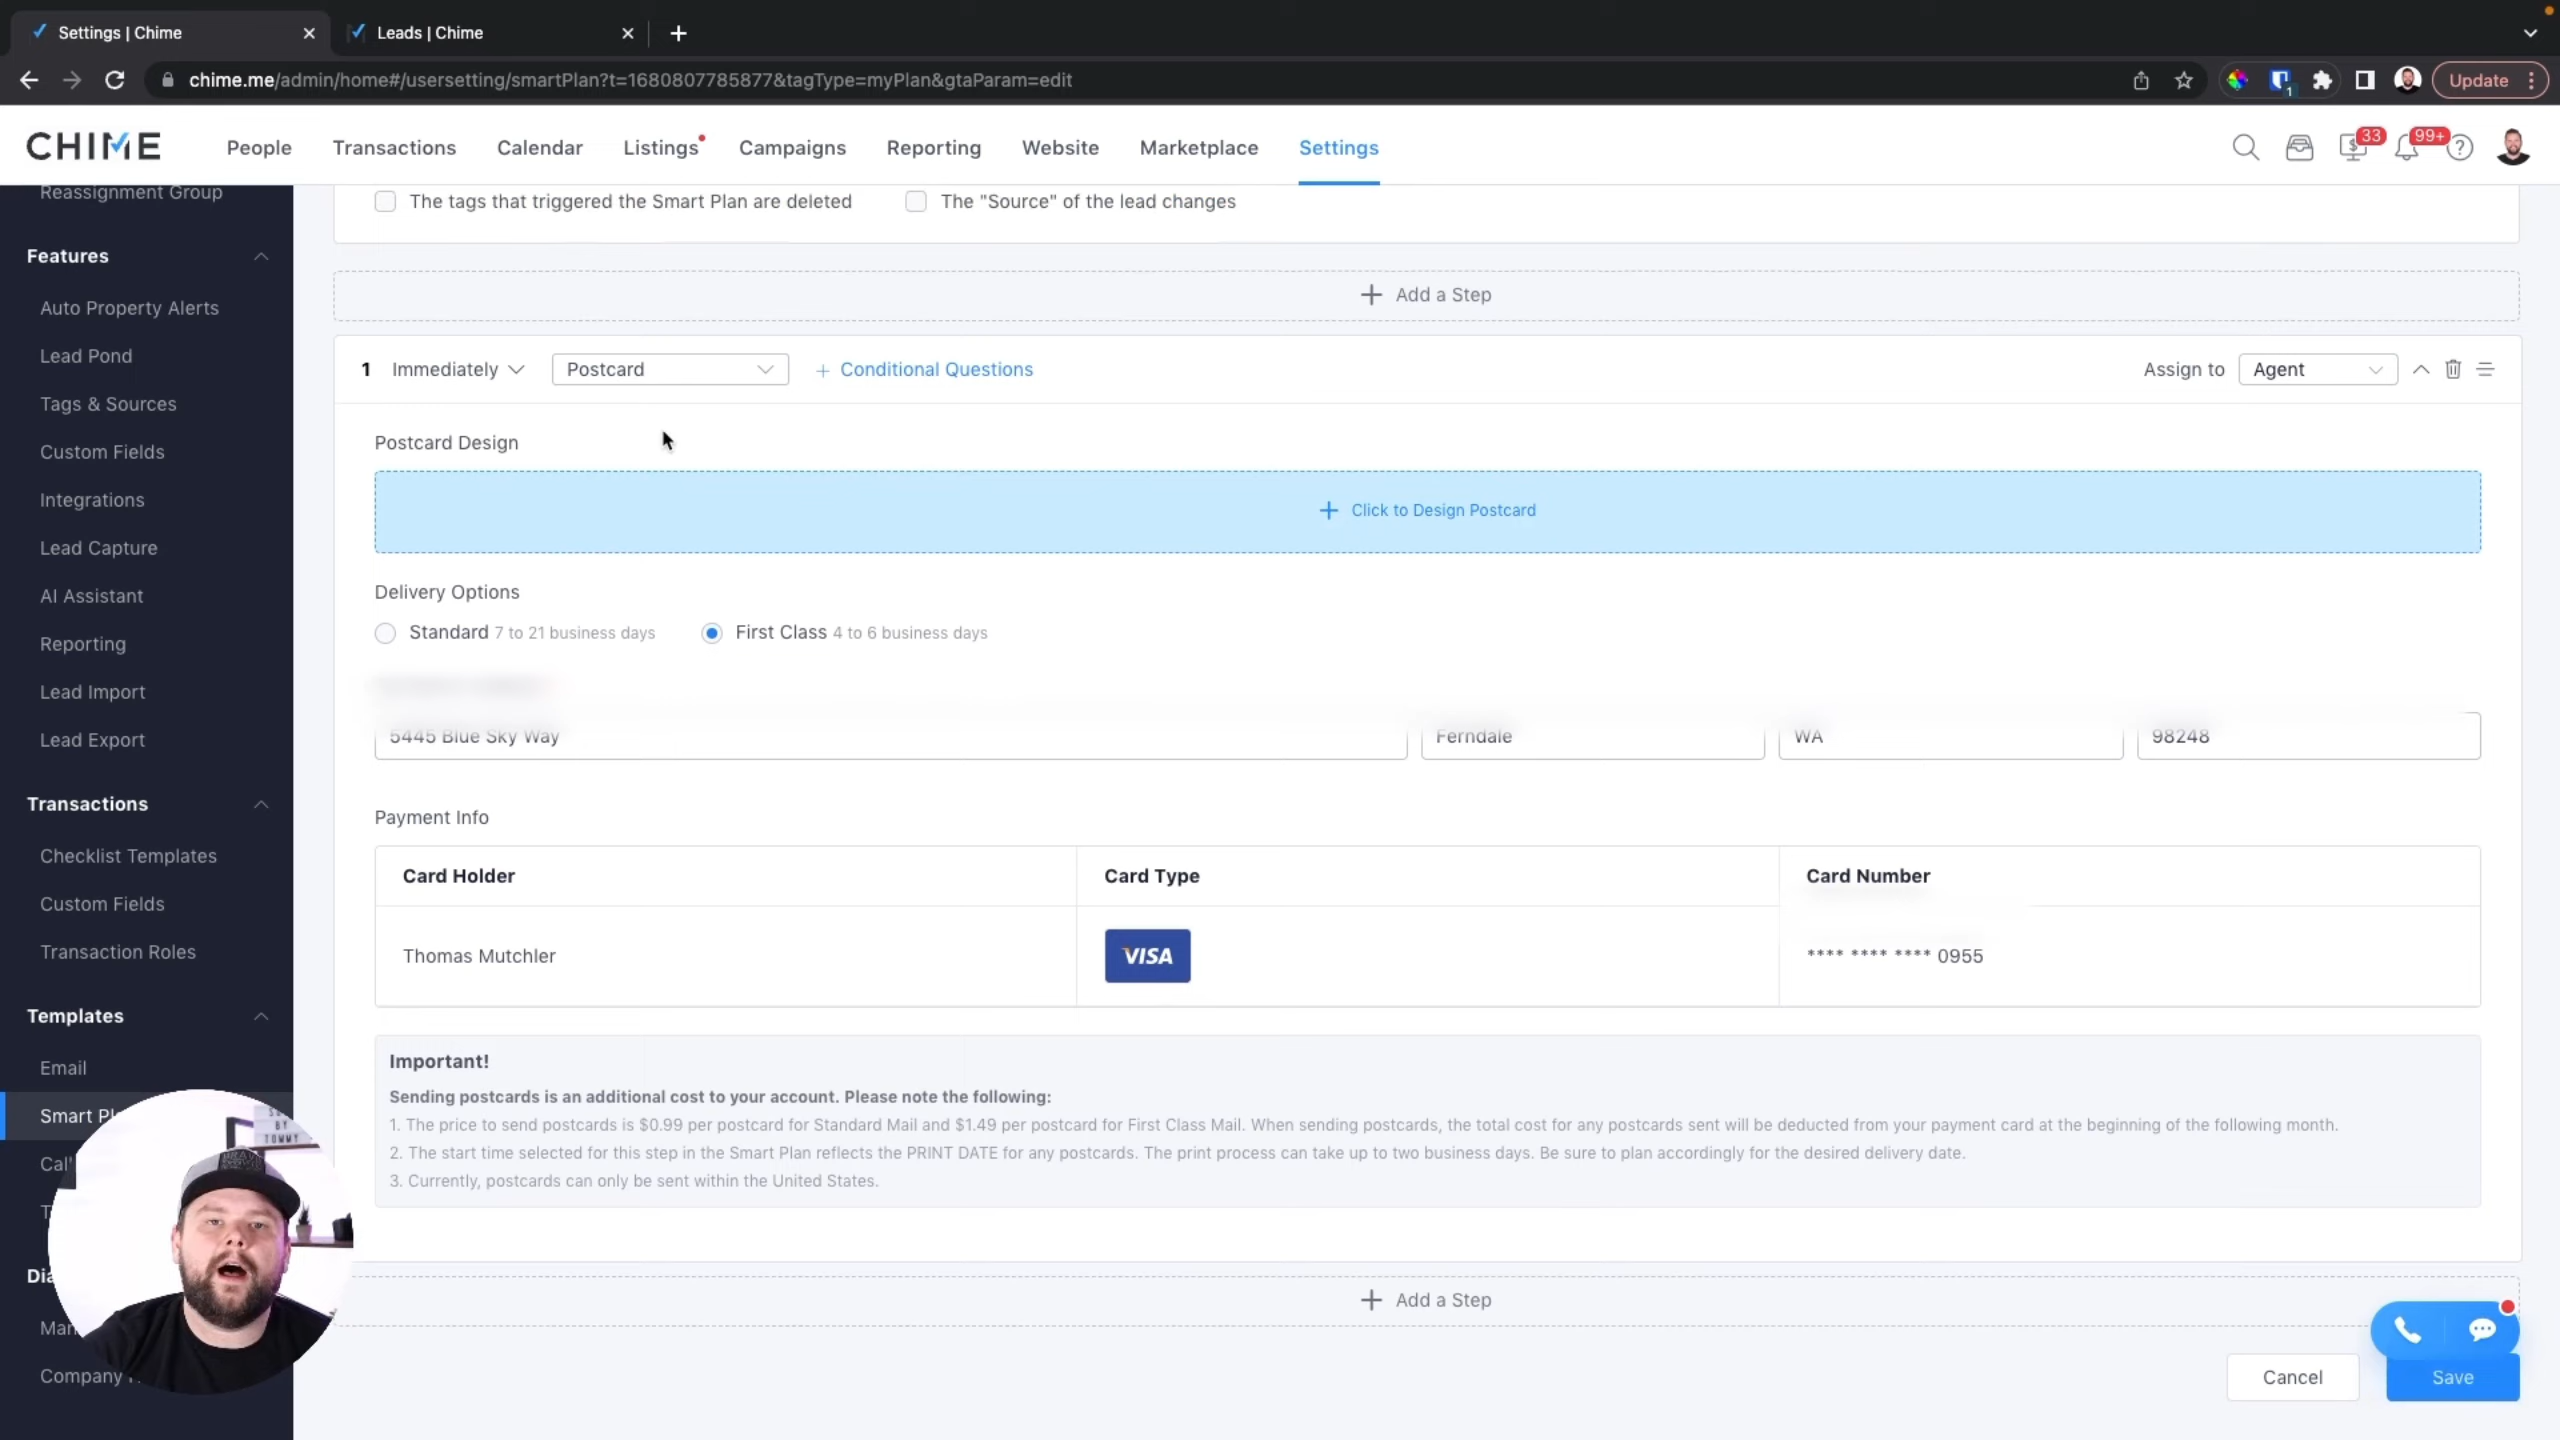 Settings | Chime
Leads | Chime
chime.me/admin/home#/usersetting/smartPlan?t=1680807785877&tagType=myPlan&gtaParam=edit
1
Update
CHIME
People
Transactions
Calendar
Listings
Campaigns
Reporting
Website
Marketplace
Settings
33
99+
Reassignment Group
Features
Auto Property Alerts
Lead Pond
Tags & Sources
Custom Fields
Integrations
Lead Capture
AI Assistant
Reporting
Lead Import
Lead Export
Transactions
Checklist Templates
Custom Fields
Transaction Roles
Templates
Email
Smart
Company
BY
TOMMY
The tags that triggered the Smart Plan are deleted
The "Source" of the lead changes
+ Add a Step
1 Immediately Postcard + Conditional Questions
Assign to Agent
Postcard Design
+ Click to Design Postcard
Delivery Options
Standard 7 to 21 business days
First Class 4 to 6 business days
5445 Blue Sky Way
Ferndale
WA
98248
Payment Info
Card Holder
Card Type
Card Number
Thomas Mutchler
VISA
**** **** **** 0955
Important!
Sending postcards is an additional cost to your account. Please note the following:
1. The price to send postcards is $0.99 per postcard for Standard Mail and $1.49 per postcard for First Class Mail. When sending postcards, the total cost for any postcards sent will be deducted from your payment card at the beginning of the following month.
2. The start time selected for this step in the Smart Plan reflects the PRINT DATE for any postcards. The print process can take up to two business days. Be sure to plan accordingly for the desired delivery date.
3. Currently, postcards can only be sent within the United States.
+ Add a Step
Cancel
Save